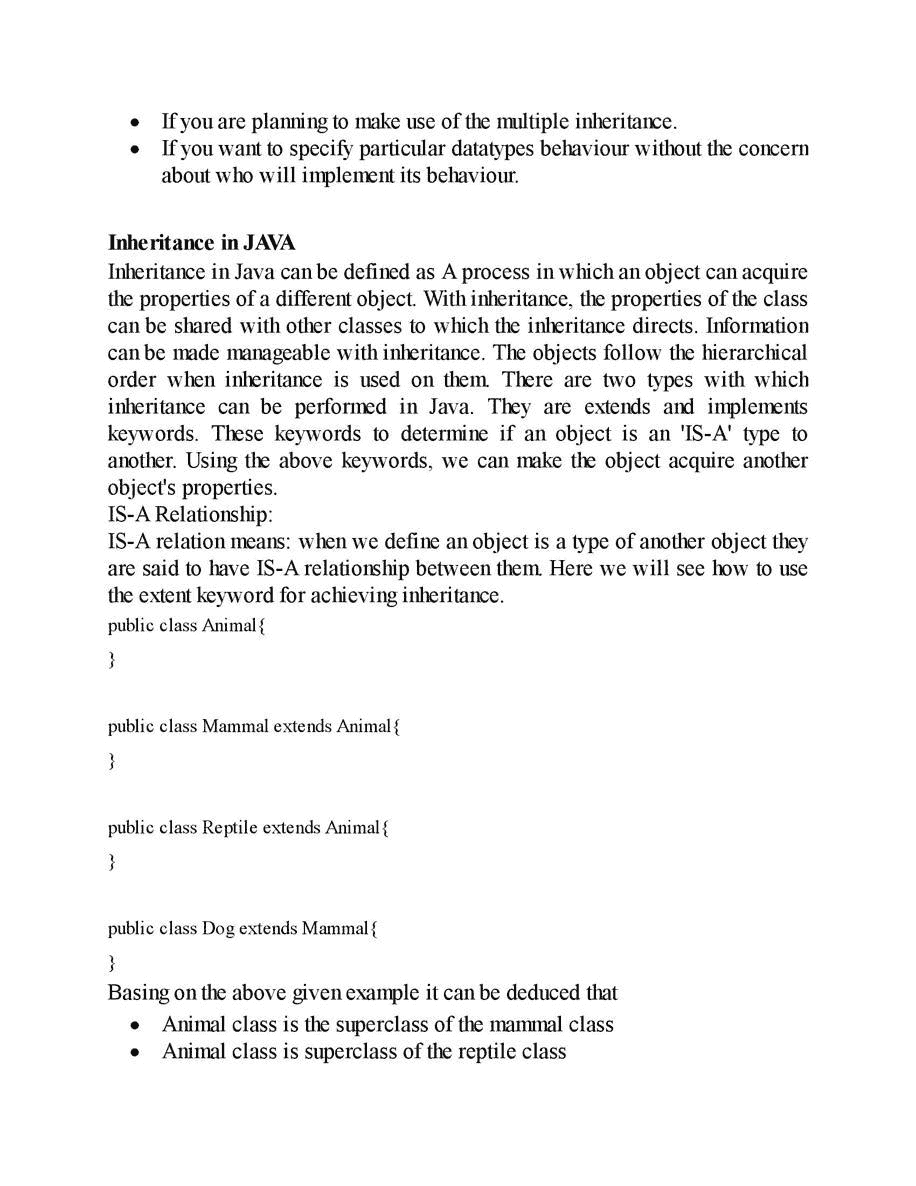 • If you are planning to make use of the multiple inheritance.
• If you want to specify particular datatypes behaviour without the concern
about who will implement its behaviour.
Inheritance in JAVA
Inheritance in Java can be defined as A process in which an object can acquire
the properties of a different object. With inheritance, the properties of the class
can be shared with other classes to which the inheritance directs. Information
can be made manageable with inheritance. The objects follow the hierarchical
order when inheritance is used on them. There are two types with which
inheritance can be performed in Java. They are extends and implements
keywords. These keywords to determine if an object is an 'IS-A' type to
another. Using the above keywords, we can make the object acquire another
object's properties.
IS-A Relationship:
IS-A relation means: when we define an object is a type of another object they
are said to have IS-A relationship between them. Here we will see how to use
the extent keyword for achieving inheritance.
public class Animal{
}
public class Mammal extends Animal{
}
public class Reptile extends Animal{
}
public class Dog extends Mammal{
}
Basing on the above given example it can be deduced that
• Animal class is the superclass of the mammal class
• Animal class is superclass of the reptile class